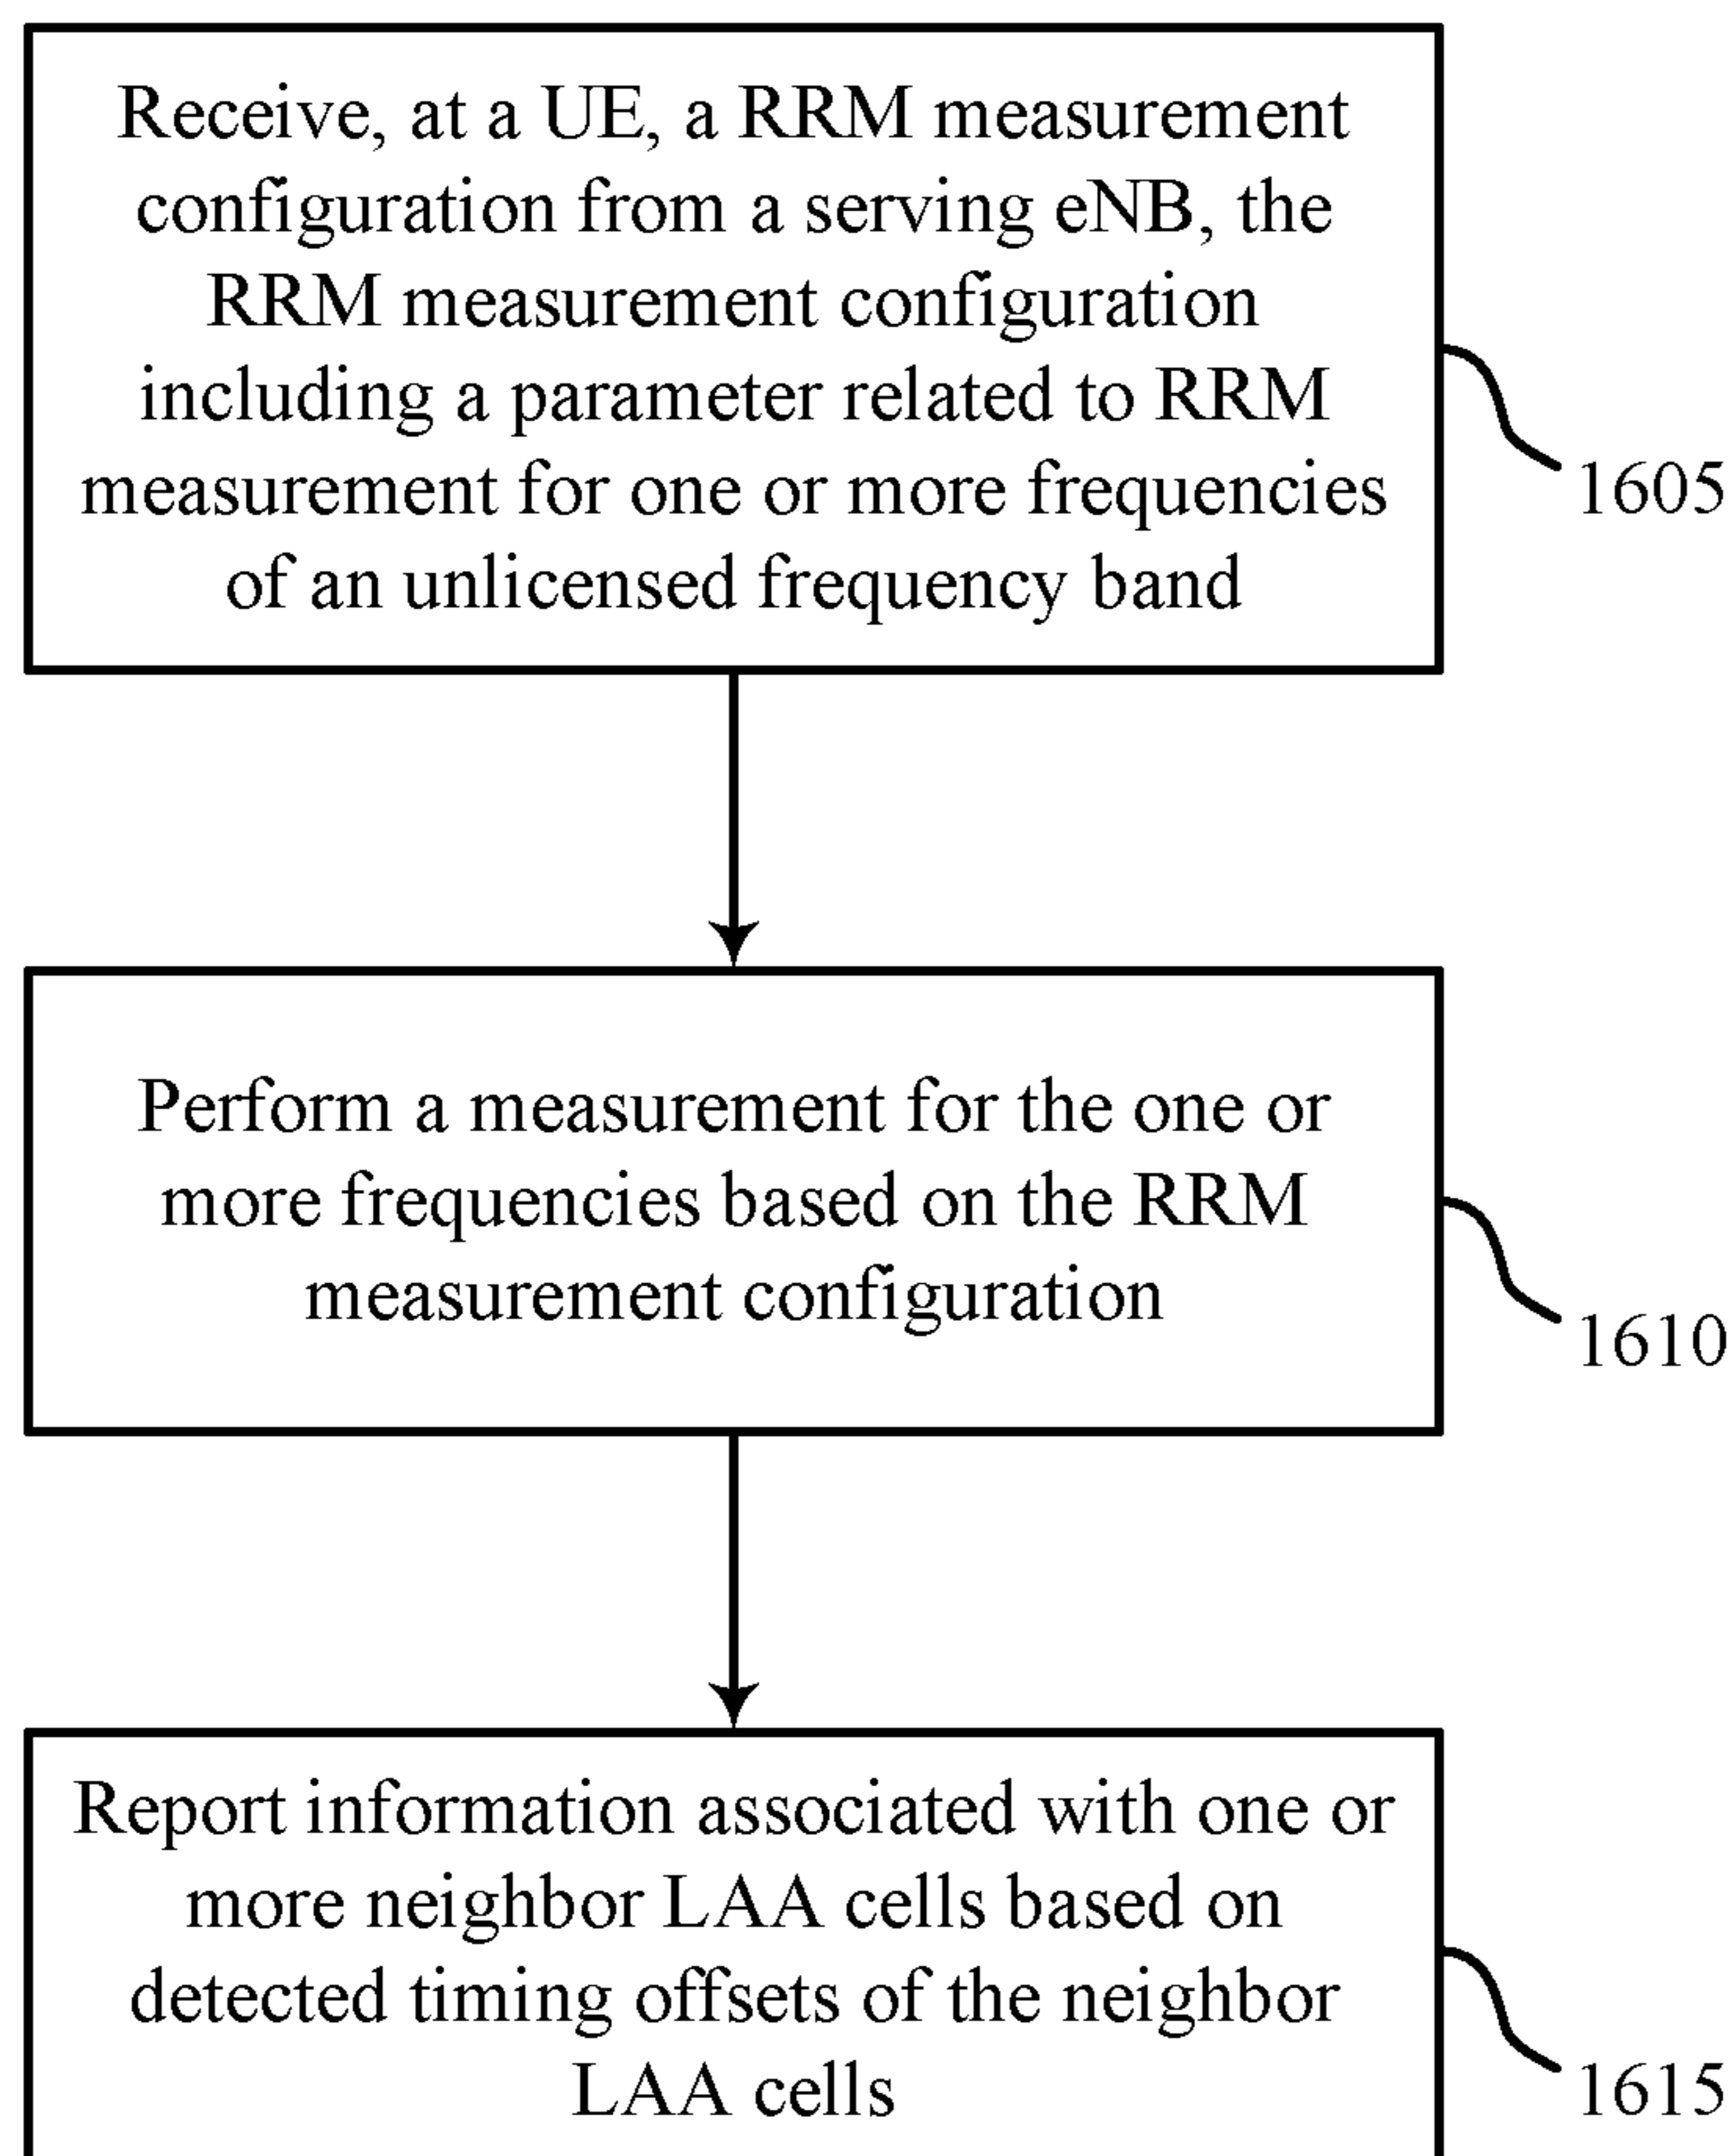 Receive, at a UE, a RRM measurement
configuration from a serving eNB, the
RRM measurement configuration
including a parameter related to RRM
measurement for one or more frequencies
of an unlicensed frequency band
1605
Perform a measurement for the one or
more frequencies based on the RRM
measurement configuration
1610
Report information associated with one or
more neighbor LAA cells based on
detected timing offsets of the neighbor
LAA cells
1615